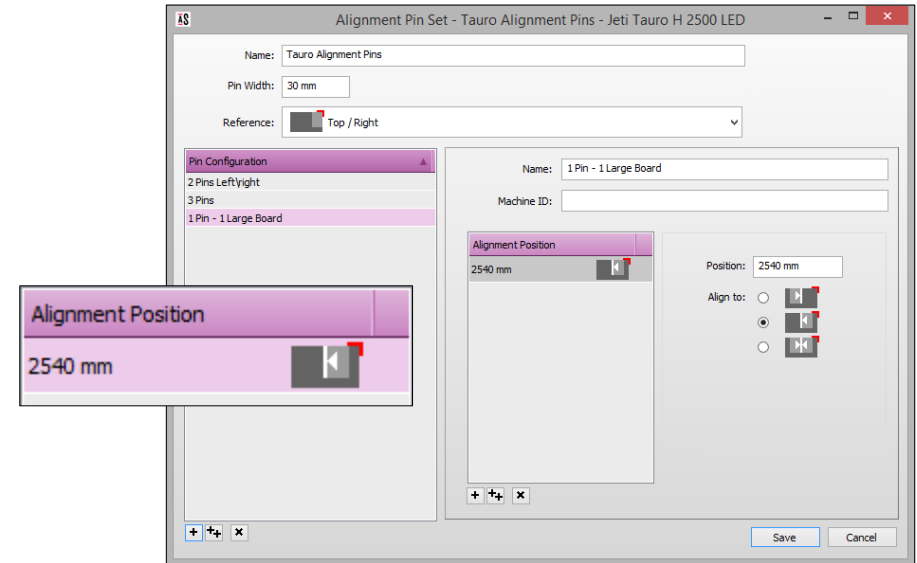 AS
Alignment Pin Set - Tauro Alignment Pins - Jeti Tauro H 2500 LED
Name: Tauro Alignment Pins
Pin Width: 30 mm
Reference: Top / Right
Pin Configuration
2 Pins Left\right
3 Pins
1 Pin - 1 Large Board
Name: 1 Pin - 1 Large Board
Machine ID:
Alignment Position
2540 mm
Position: 2540 mm
Align to:
Alignment Position
2540 mm
Save Cancel